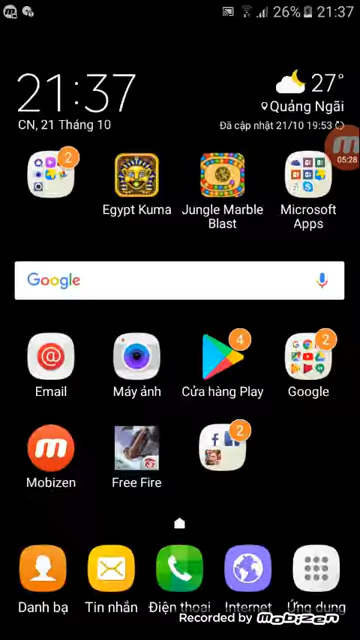 26% 21:37
21:37
CN, 21 Tháng 10
27°
Quảng Ngãi
Đã cập nhật 21/10 19:53
05:28
2
Egypt Kuma
Jungle Marble
Blast
Microsoft
Apps
Google
4
2
Email
Máy ảnh
Cửa hàng Play
Google
2
Mobizen
Free Fire
Danh bạ
Tin nhắn
Điện thoại
Internet
Ứng dụng
Recorded by mobizen